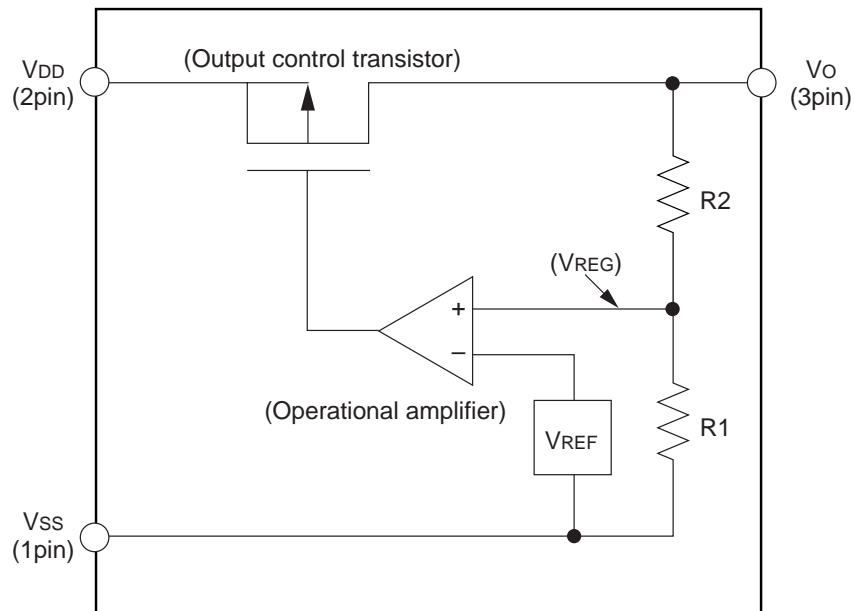 (Output control transistor)
VDD
(2pin)
VO
(3pin)
R2
(VREG)
+
−
(Operational amplifier)
VREF
R1
VSS
(1pin)